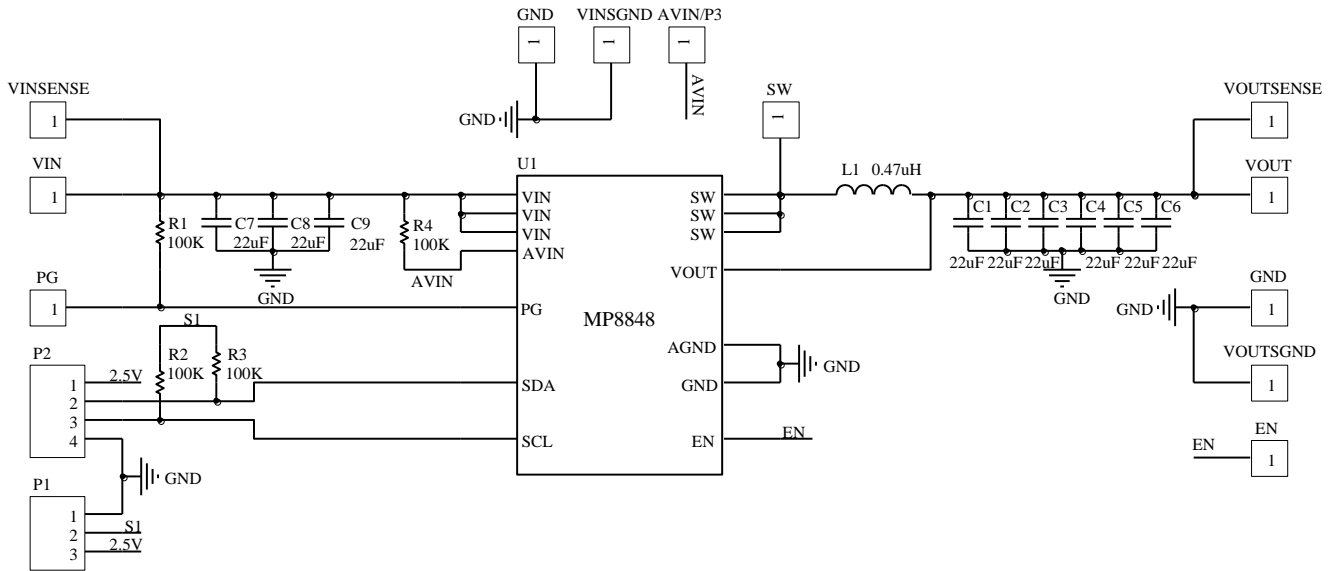 GND VINSGND AVIN/P3
1 1 1
AVIN
VINSENSE
1
GND
SW
1
VOUTSENSE
1
VIN
1
U1
L1 0.47uH
VOUT
1
VIN
VIN
VIN
AVIN
PG
SDA
SCL
MP8848
SW
SW
SW
VOUT
AGND
GND
EN
R1
100K
C7
22uF
C8
22uF
C9
22uF
R4
100K
AVIN
GND
C1 C2 C3 C4 C5 C6
22uF 22uF 22uF 22uF 22uF 22uF
GND
PG
1
S1
R2
100K
R3
100K
P2
1 2.5V
2
3
4
GND
P1
1
2 S1
3 2.5V
GND
EN
GND
GND
1
VOUTSGND
1
EN
EN
1